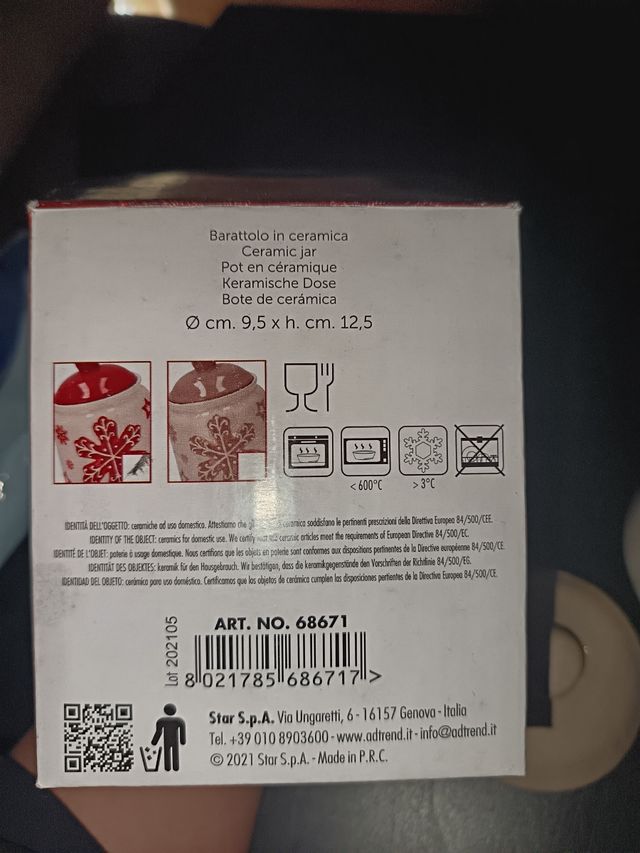 Barattolo in ceramica
Ceramic jar
Pot en céramique
Keramische Dose
Bote de cerámica
Ø cm. 9,5 x h. cm. 12,5
< 600°C
> 3°C
IDENTITÀ DELL'OGGETTO: ceramiche ad uso domestico. Attestiamo che ceramica soddisfano le pertinenti prescrizioni della Direttiva Europea 84/500/CEE.
IDENTITY OF THE OBJECT: ceramics for domestic use. We certify that the ceramic articles meet the requirements of European Directive 84/500/EC.
IDENTITÉ DE L'OBJET: poterie à usage domestique. Nous certifions que les objets en poterie sont conformes aux dispositions pertinentes de la Directive européenne 84/500/CE.
IDENTITÄT DES OBJEKTES: keramik für den Hausgebrauch. Wir bestätigen, dass die keramikgegenstände den Vorschriften der Richtlinie 84/500/EG.
IDENTIDAD DEL OBJETO: cerámica para uso doméstico. Certificamos que los objetos de cerámica cumplen las disposiciones pertinentes de la Directiva Europea 84/500/CE.
Lot 202105
ART. NO. 68671
8 021785 686717 >
Star S.p.A. Via Ungaretti, 6 - 16157 Genova - Italia
Tel. +39 010 8903600 - www.adtrend.it - info@adtrend.it
© 2021 Star S.p.A. - Made in P.R.C.